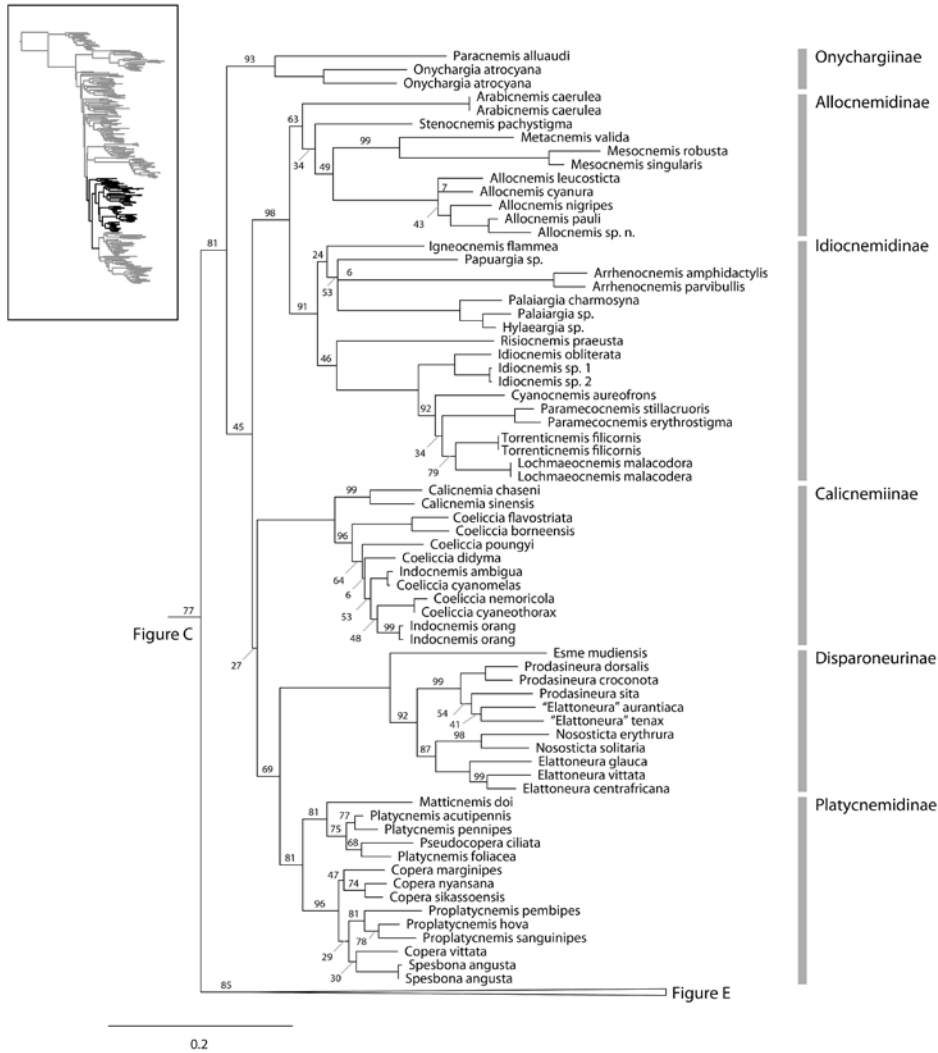 93
Paracnemis alluaudi
Onychargia atrocyana
Onychargia atrocyana
Onychargiinae
Arabicnemis caerulea
Arabicnemis caerulea
63
Stenocnemis pachystigma
Metacnemis valida
99
Mesocnemis robusta
Mesocnemis singularis
34
49
Allocnemis leucosticta
7
Allocnemis cyanura
Allocnemis nigripes
43
Allocnemis pauli
Allocnemis sp. n.
Allocnemidinae
98
81
Igneocnemis flammea
24
Papuargia sp.
6
Arrhenocnemis amphidactylis
53
Arrhenocnemis parvibullis
91
Palaiargia charmosyna
Palaiargia sp.
Hylaeargia sp.
Risiocnemis praeusta
46
Idiocnemis obliterata
Idiocnemis sp. 1
Idiocnemis sp. 2
Cyanocnemis aureofrons
92
Paramecocnemis stillacruoris
Paramecocnemis erythrostigma
34
Torrenticnemis filicornis
Torrenticnemis filicornis
79
Lochmaeocnemis malacodora
Lochmaeocnemis malacodera
Idiocnemidinae
45
99
Calicnemia chaseni
Calicnemia sinensis
Coeliccia flavostriata
96
Coeliccia borneensis
Coeliccia poungyi
Coeliccia didyma
64
Indocnemis ambigua
6
Coeliccia cyanomelas
Coeliccia nemoricola
53
Coeliccia cyaneothorax
99
Indocnemis orang
48
Indocnemis orang
Calicnemiinae
77
Figure C
27
Esme mudiensis
Prodasineura dorsalis
99
Prodasineura croconota
Prodasineura sita
54
"Elattoneura" aurantiaca
92
41
"Elattoneura" tenax
98
Nososticta erythrura
87
Nososticta solitaria
Elattoneura glauca
99
Elattoneura vittata
Elattoneura centrafricana
Disparoneurinae
69
81
Matticnemis doi
77
Platycnemis acutipennis
75
Platycnemis pennipes
68
Pseudocopera ciliata
Platycnemis foliacea
81
47
Copera marginipes
74
Copera nyansana
Copera sikassoensis
96
81
Proplatycnemis pembipes
Proplatycnemis hova
78
Proplatycnemis sanguinipes
29
Copera vittata
30
Spesbona angusta
Spesbona angusta
Platycnemidinae
85
Figure E
0.2